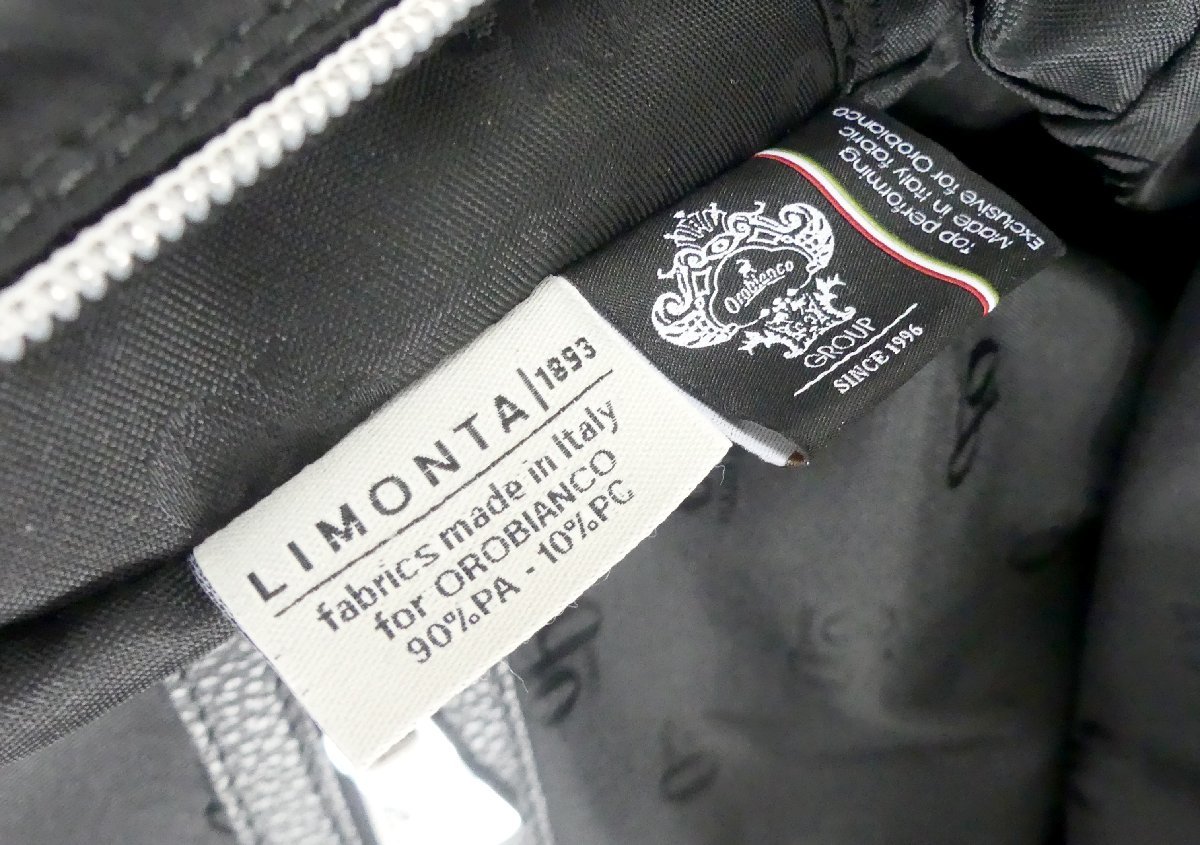 LIMONTA|1893
fabrics made in Italy
for OROBIANCO
90%PA - 10%PC
Top performing
Made in Italy fabric
Exclusive for Orobianco
Orobianco
GROUP
SINCE 1996